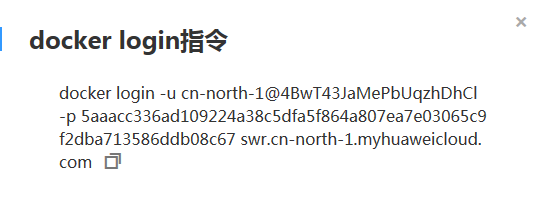 docker login指令
docker login -u cn-north-1@4BwT43JaMePbUqzhDhCl
-p 5aaacc336ad109224a38c5dfa5f864a807ea7e03065c9
f2dba713586ddb08c67 swr.cn-north-1.myhuaweicloud.
com